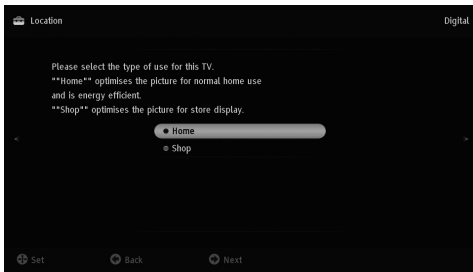 Location
Digital
Please select the type of use for this TV.
""Home"" optimises the picture for normal home use
and is energy efficient.
""Shop"" optimises the picture for store display.
Home
Shop
Set
Back
Next